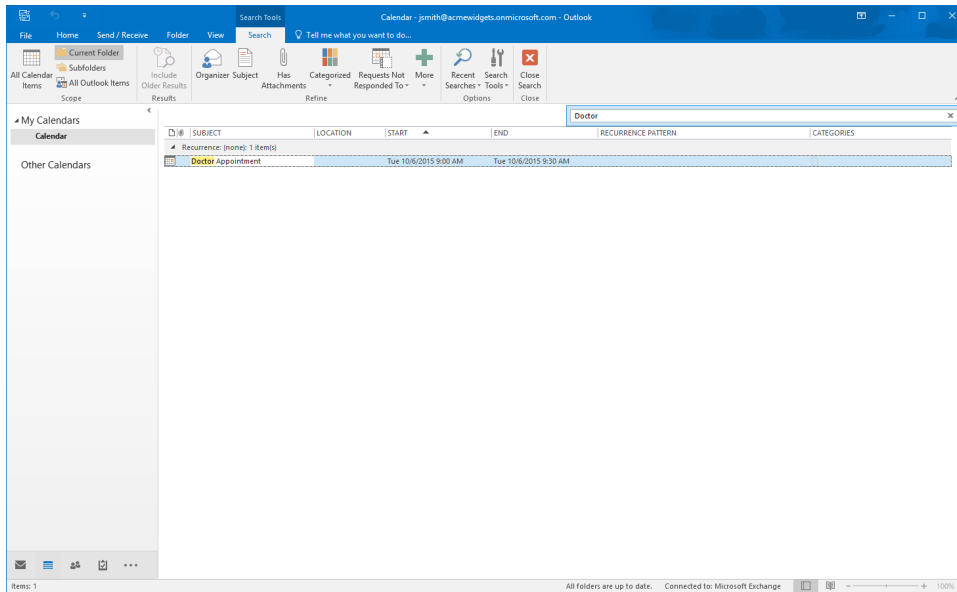 Search Tools
Calendar - jsmith@acmewidgets.onmicrosoft.com - Outlook
File Home Send / Receive Folder View Search Tell me what you want to do...
All Calendar Items
Current Folder
Subfolders
All Outlook Items
Scope
Include Older Results
Results
Organizer
Subject
Has Attachments
Categorized
Requests Not Responded To
More
Refine
Recent Searches
Search Tools
Options
Close Search
Close
My Calendars
Calendar
Other Calendars
Doctor
SUBJECT LOCATION START END RECURRENCE PATTERN CATEGORIES
Recurrence: (none): 1 item(s)
Doctor Appointment Tue 10/6/2015 9:00 AM Tue 10/6/2015 9:30 AM
Items: 1
All folders are up to date. Connected to: Microsoft Exchange 100%